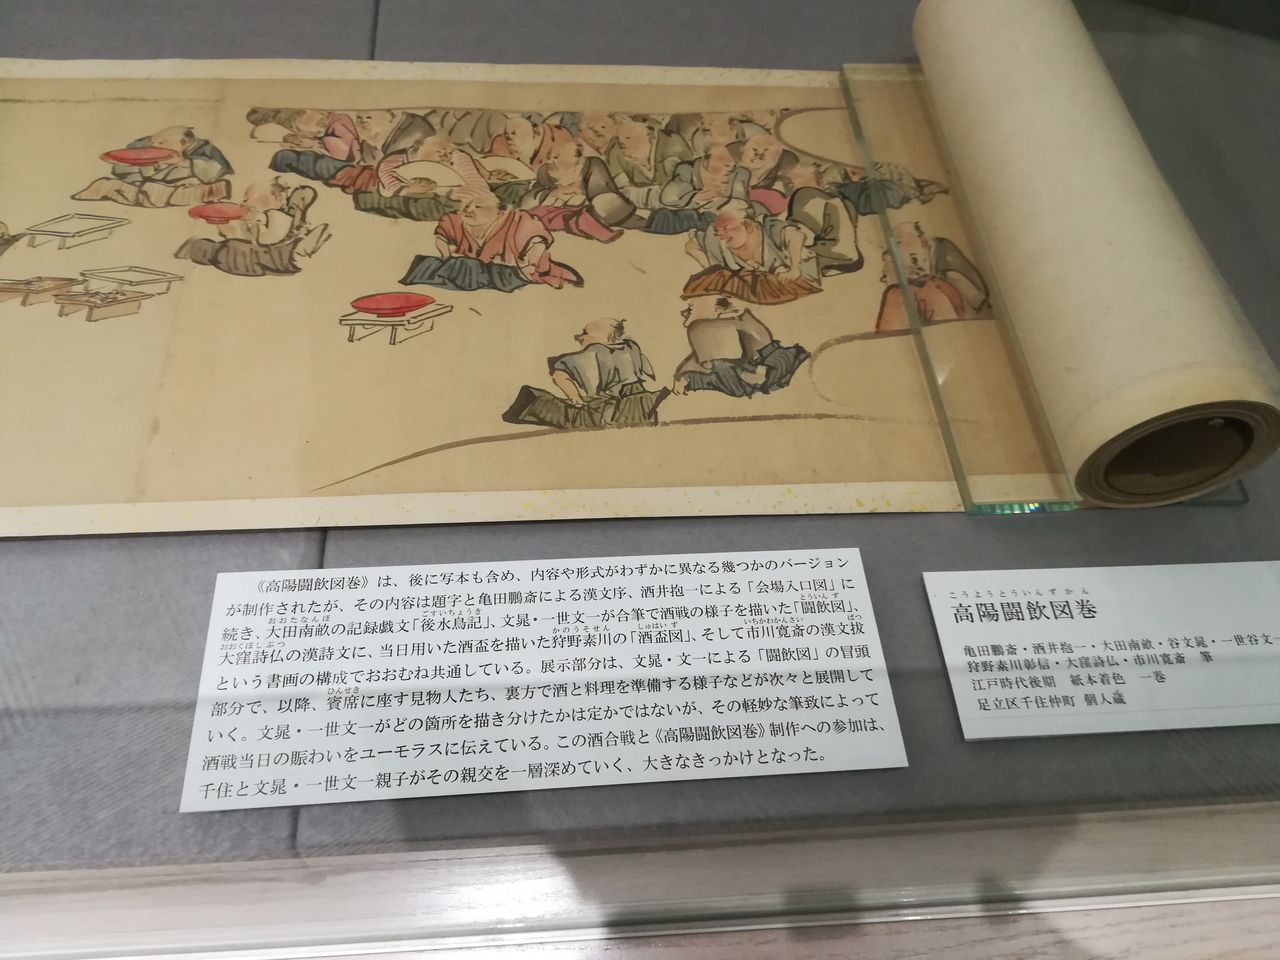 《高陽闘飲図巻》は、後に写本も含め、内容や形式がわずかに異なる幾つかのバージョン
が制作されたが、その内容は題字と亀田鵬斎による漢文序、酒井抱一による「会場入口図」に
続き、大田南畝の記録戯文「後水鳥記」、文晁・一世文一が合筆で酒戦の様子を描いた「闘飲図」、
大窪詩仏の漢詩文に、当日用いた酒盃を描いた狩野素川の「酒盃図」、そして市川寛斎の漢文跋
という書画の構成でおおむね共通している。展示部分は、文晁・文一による「闘飲図」の冒頭
部分で、以降、賓席に座す見物人たち、裏方で酒と料理を準備する様子などが次々と展開して
いく。文晁・一世文一がどの箇所を描き分けたかは定かではないが、その軽妙な筆致によって
酒戦当日の賑わいをユーモラスに伝えている。この酒合戦と《高陽闘飲図巻》制作への参加は、
千住と文晁・一世文一親子がその親交を一層深めていく、大きなきっかけとなった。
こうようとういんずかん
高陽闘飲図巻
亀田鵬斎・酒井抱一・大田南畝・谷文晁・一世谷文
狩野素川彰信・大窪詩仏・市川寛斎 筆
江戸時代後期 紙本着色 一巻
足立区千住仲町 個人蔵